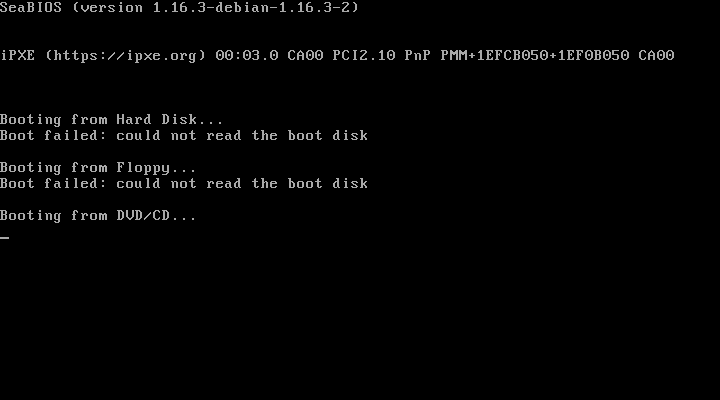 SeaBIOS (version 1.16.3-debian-1.16.3-2)
iPXE (https://ipxe.org) 00:03.0 CA00 PCI2.10 PnP PMM+1EFCB050+1EF0B050 CA00
Booting from Hard Disk...
Boot failed: could not read the boot disk
Booting from Floppy...
Boot failed: could not read the boot disk
Booting from DVD/CD...
_